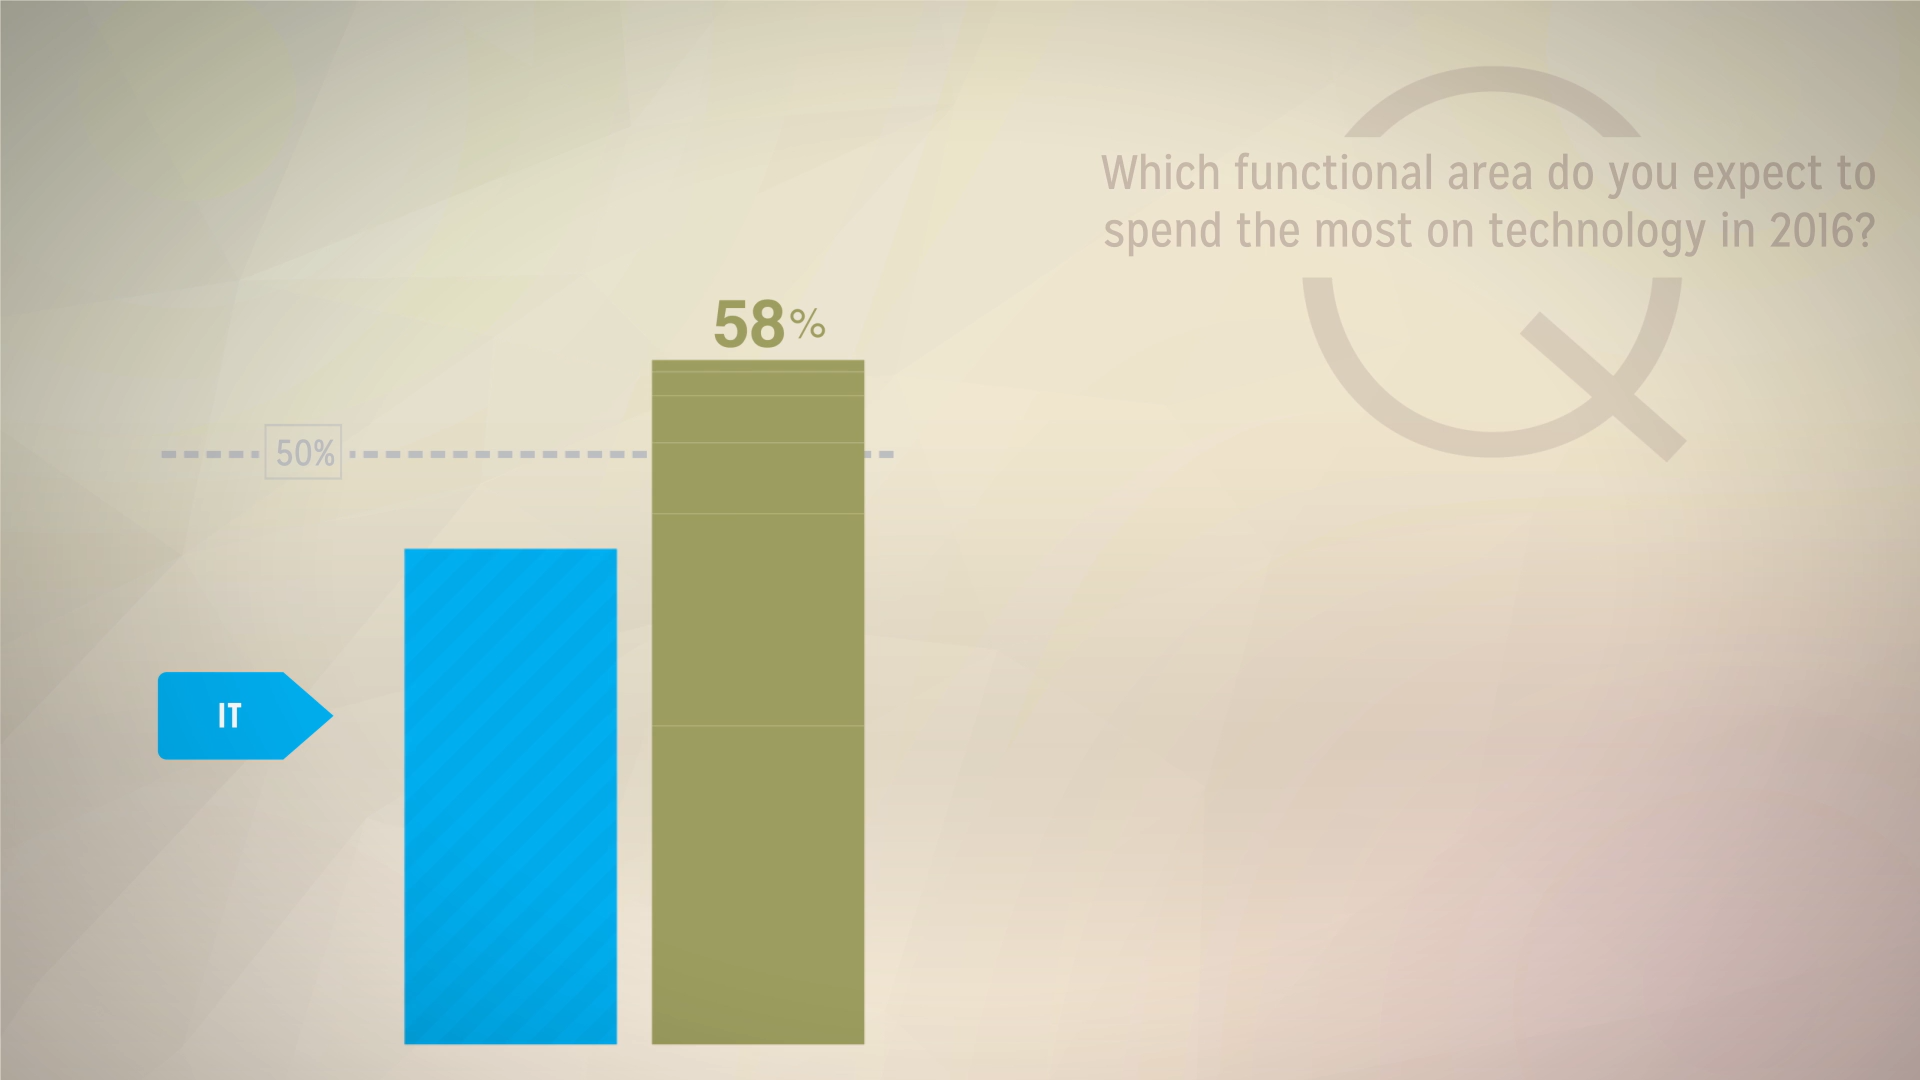 Q
Which functional area do you expect to
spend the most on technology in 2016?
58%
50%
IT